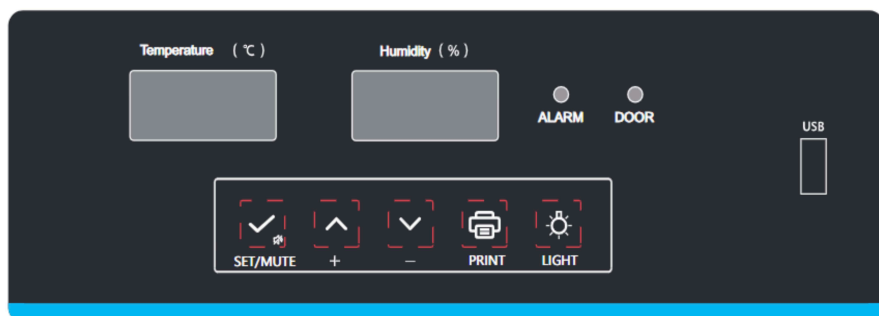 Temperature （℃）
Humidity （%）
ALARM
DOOR
USB
SET/MUTE
+
−
PRINT
LIGHT